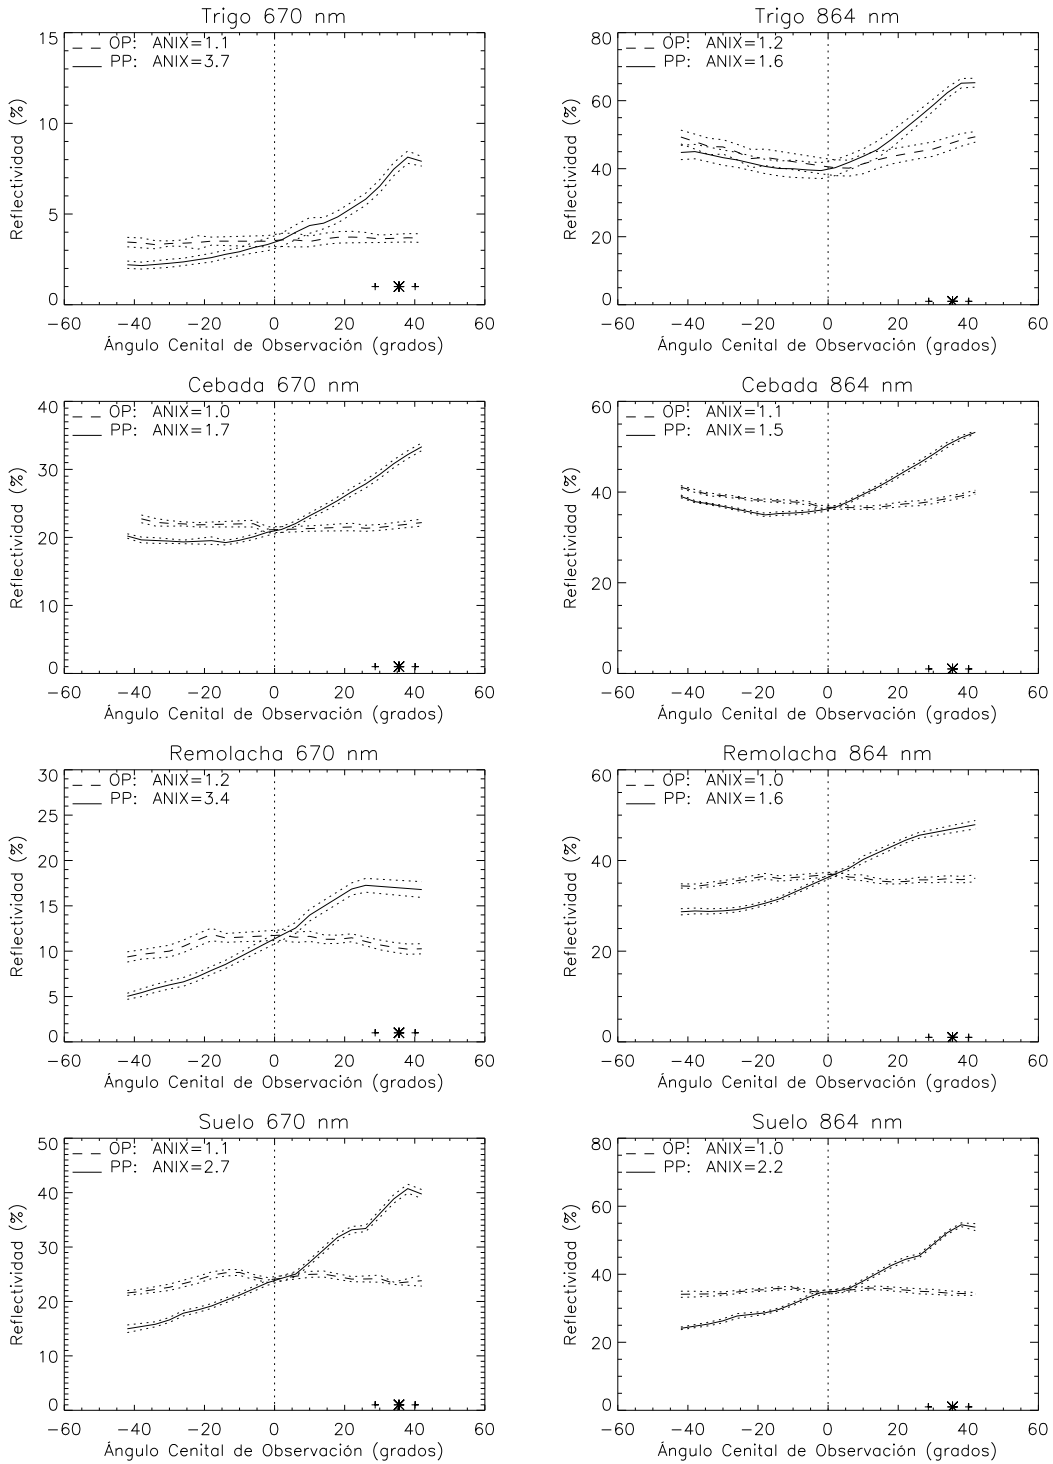 Trigo 670 nm
OP: ANIX=1.1
PP: ANIX=3.7
15
10
5
0
Reflectividad (%)
−60 −40 −20 0 20 40 60
Ángulo Cenital de Observación (grados)
Trigo 864 nm
OP: ANIX=1.2
PP: ANIX=1.6
80
60
40
20
0
Reflectividad (%)
−60 −40 −20 0 20 40 60
Ángulo Cenital de Observación (grados)
Cebada 670 nm
OP: ANIX=1.0
PP: ANIX=1.7
40
30
20
10
0
Reflectividad (%)
−60 −40 −20 0 20 40 60
Ángulo Cenital de Observación (grados)
Cebada 864 nm
OP: ANIX=1.1
PP: ANIX=1.5
60
40
20
0
Reflectividad (%)
−60 −40 −20 0 20 40 60
Ángulo Cenital de Observación (grados)
Remolacha 670 nm
OP: ANIX=1.2
PP: ANIX=3.4
30
25
20
15
10
5
0
Reflectividad (%)
−60 −40 −20 0 20 40 60
Ángulo Cenital de Observación (grados)
Remolacha 864 nm
OP: ANIX=1.0
PP: ANIX=1.6
60
40
20
0
Reflectividad (%)
−60 −40 −20 0 20 40 60
Ángulo Cenital de Observación (grados)
Suelo 670 nm
OP: ANIX=1.1
PP: ANIX=2.7
50
40
30
20
10
0
Reflectividad (%)
−60 −40 −20 0 20 40 60
Ángulo Cenital de Observación (grados)
Suelo 864 nm
OP: ANIX=1.0
PP: ANIX=2.2
80
60
40
20
0
Reflectividad (%)
−60 −40 −20 0 20 40 60
Ángulo Cenital de Observación (grados)